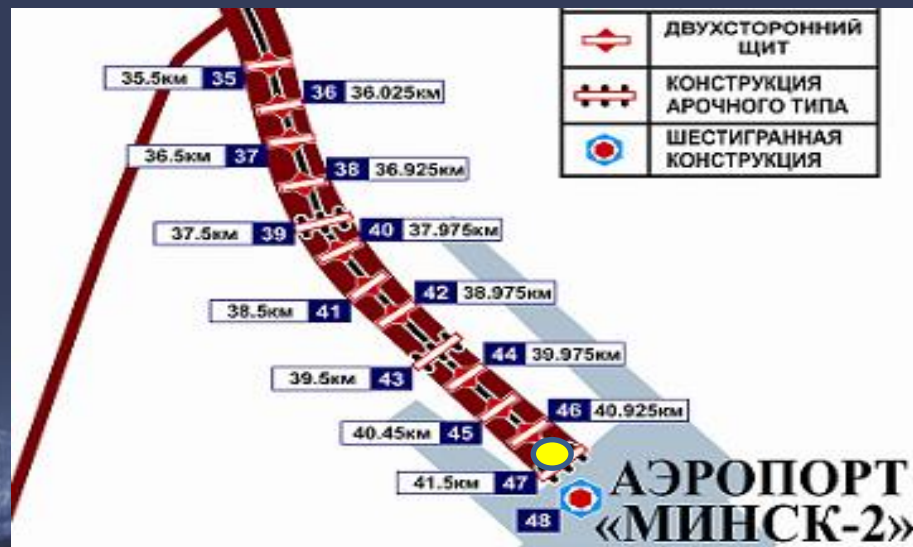 ДВУХСТОРОННИЙ
ЩИТ
КОНСТРУКЦИЯ
АРОЧНОГО ТИПА
ШЕСТИГРАННАЯ
КОНСТРУКЦИЯ
35.5км 35
36 36.025км
36.5км 37
38 36.925км
37.5км 39
40 37.975км
38.5км 41
42 38.975км
39.5км 43
44 39.975км
40.45км 45
46 40.925км
41.5км 47
48
АЭРОПОРТ
«МИНСК-2»